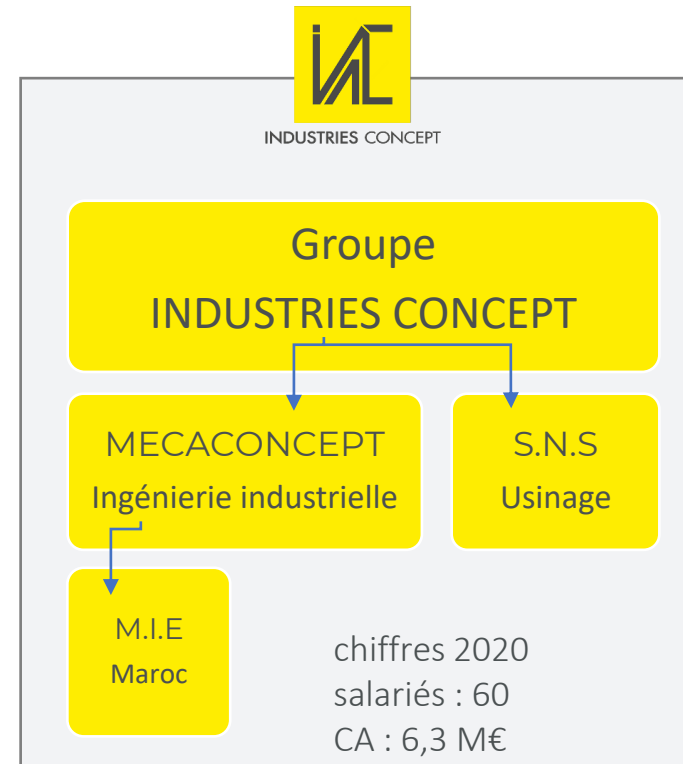 INDUSTRIES CONCEPT
Groupe
INDUSTRIES CONCEPT
MECACONCEPT
Ingénierie industrielle
S.N.S
Usinage
M.I.E
Maroc
chiffres 2020
salariés : 60
CA : 6,3 M€